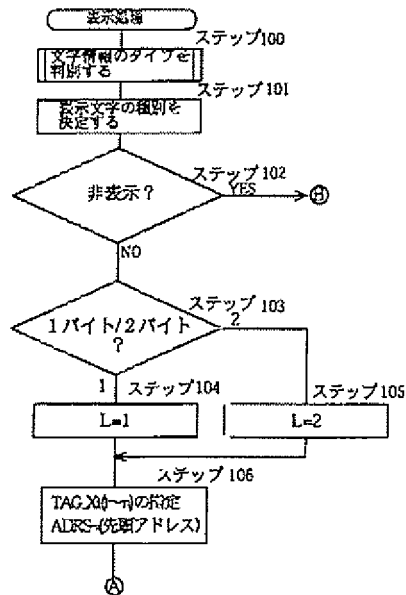 表示処理
ステップ100
文字情報のタイプを
判別する
ステップ101
表示文字の種別を
決定する
ステップ102
非表示？
YES
Ⓗ
NO
ステップ103
1バイト/2バイト
？
2
1
ステップ104
ステップ105
L=1
L=2
ステップ106
の指定
(先頭アドレス)
Ⓐ